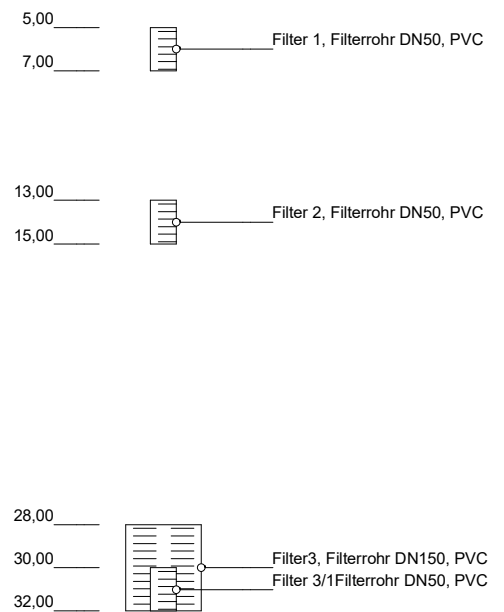 5,00
Filter 1, Filterrohr DN50, PVC
7,00
13,00
Filter 2, Filterrohr DN50, PVC
15,00
28,00
30,00
Filter3, Filterrohr DN150, PVC
Filter 3/1Filterrohr DN50, PVC
32,00